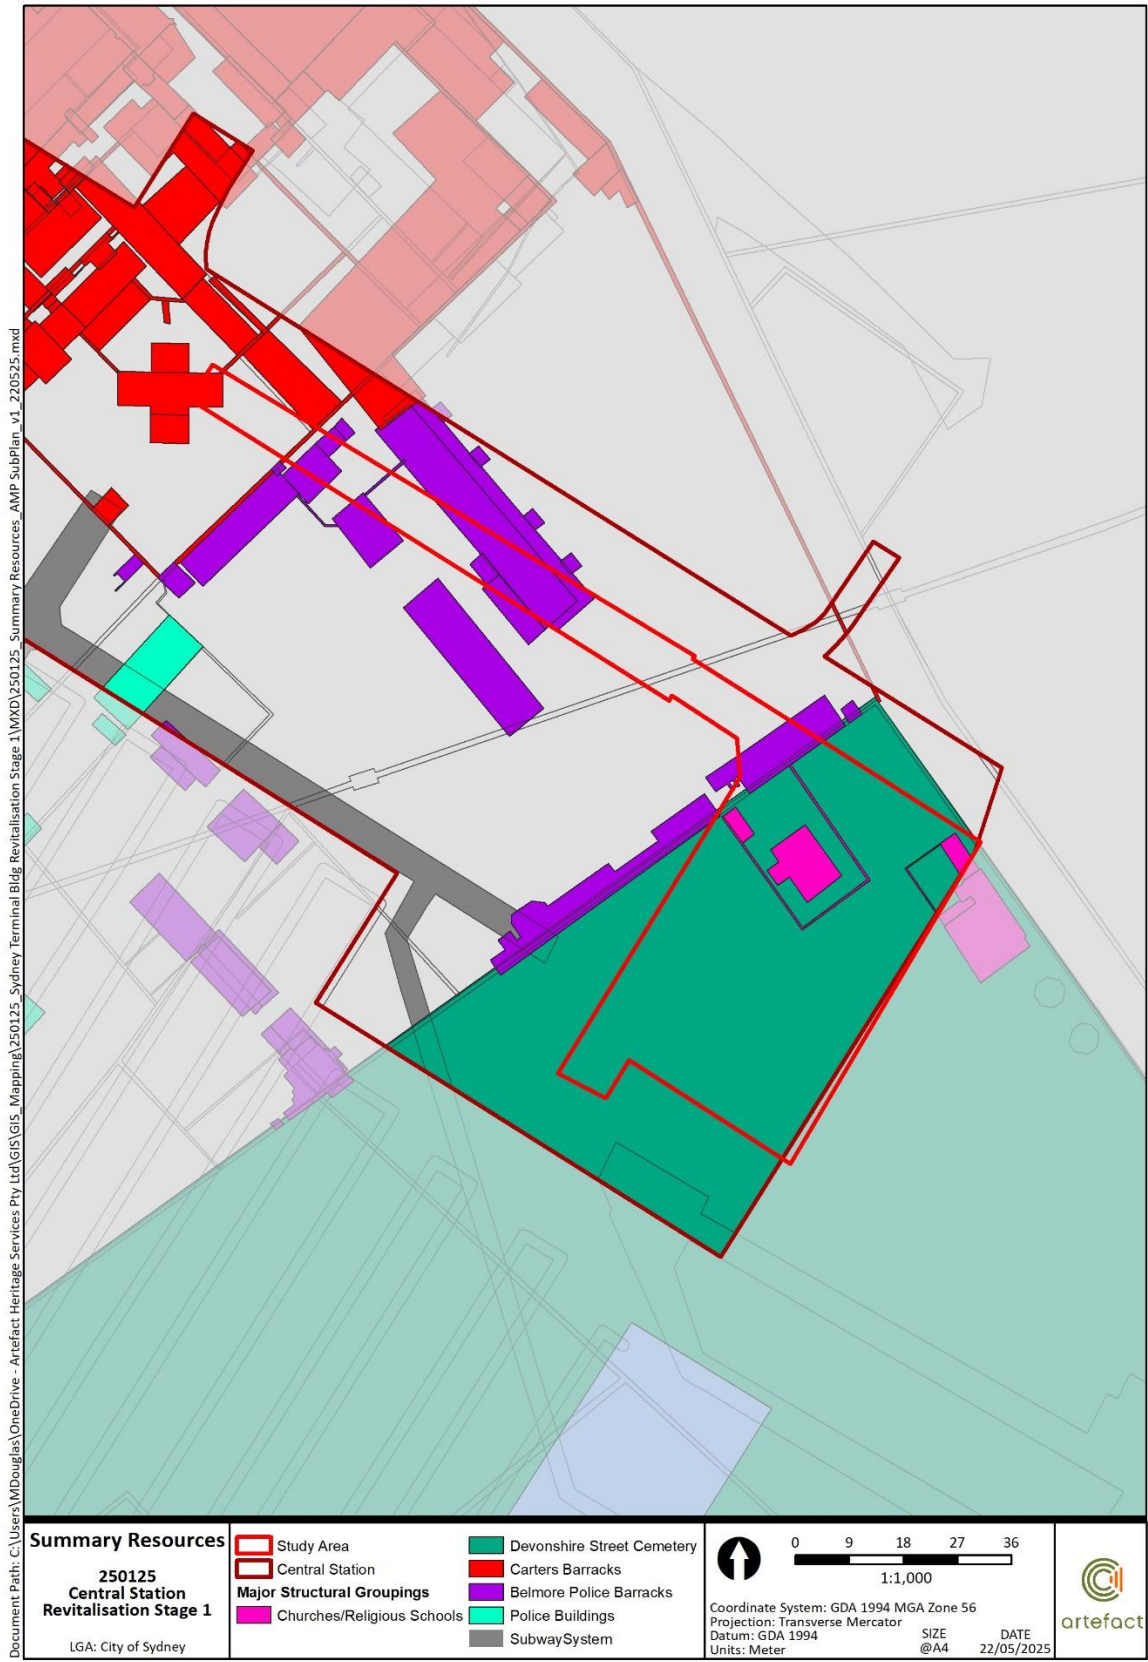 Document Path: C:\Users\MDouglas\OneDrive - Artefact Heritage Services Pty Ltd\GIS\GIS_Mapping\250125_Sydney Terminal Bldg Revitalisation Stage 1\MXD\250125_Summary Resources_AMP SubPlan_v1_220525.mxd
Summary Resources
250125
Central Station
Revitalisation Stage 1
LGA: City of Sydney
Study Area
Central Station
Major Structural Groupings
Churches/Religious Schools
Devonshire Street Cemetery
Carters Barracks
Belmore Police Barracks
Police Buildings
SubwaySystem
0 9 18 27 36
1:1,000
Coordinate System: GDA 1994 MGA Zone 56
Projection: Transverse Mercator
Datum: GDA 1994
Units: Meter
SIZE
@A4
DATE
22/05/2025
artefact